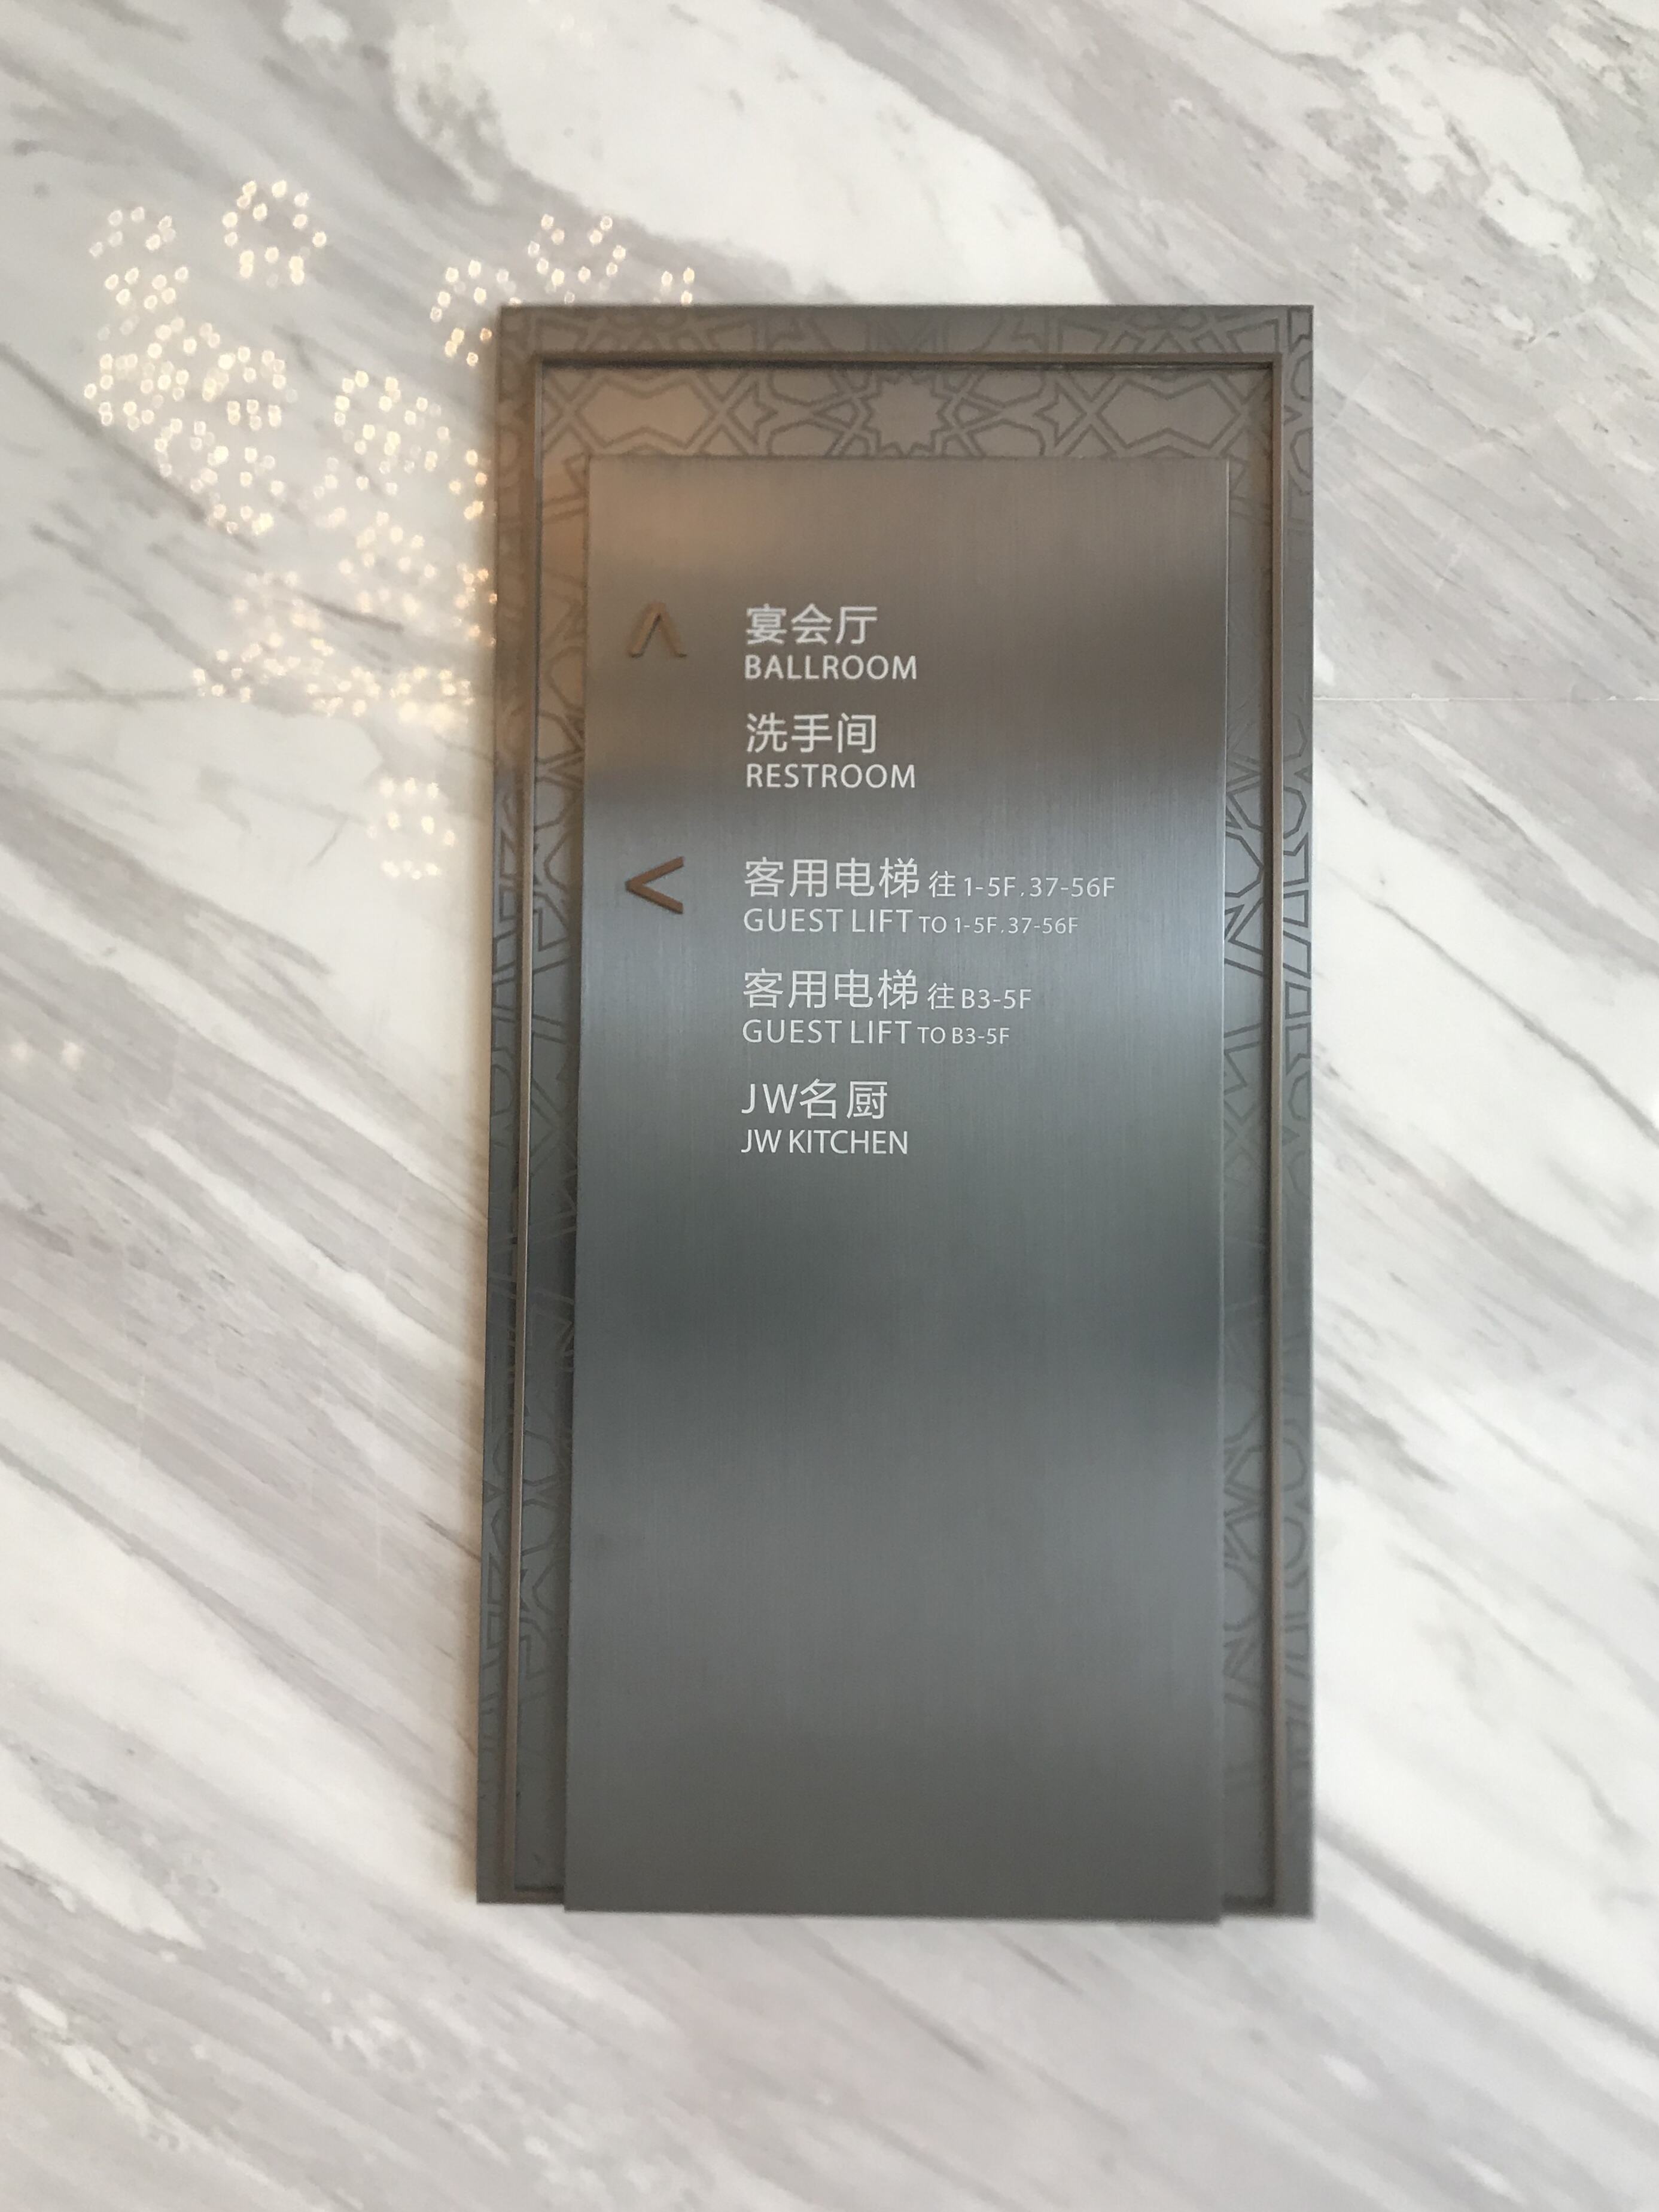 宴会厅
BALLROOM
洗手间
RESTROOM
客用电梯 往 1-5F, 37-56F
GUEST LIFT TO 1-5F, 37-56F
客用电梯 往 B3-5F
GUEST LIFT TO B3-5F
JW名厨
JW KITCHEN